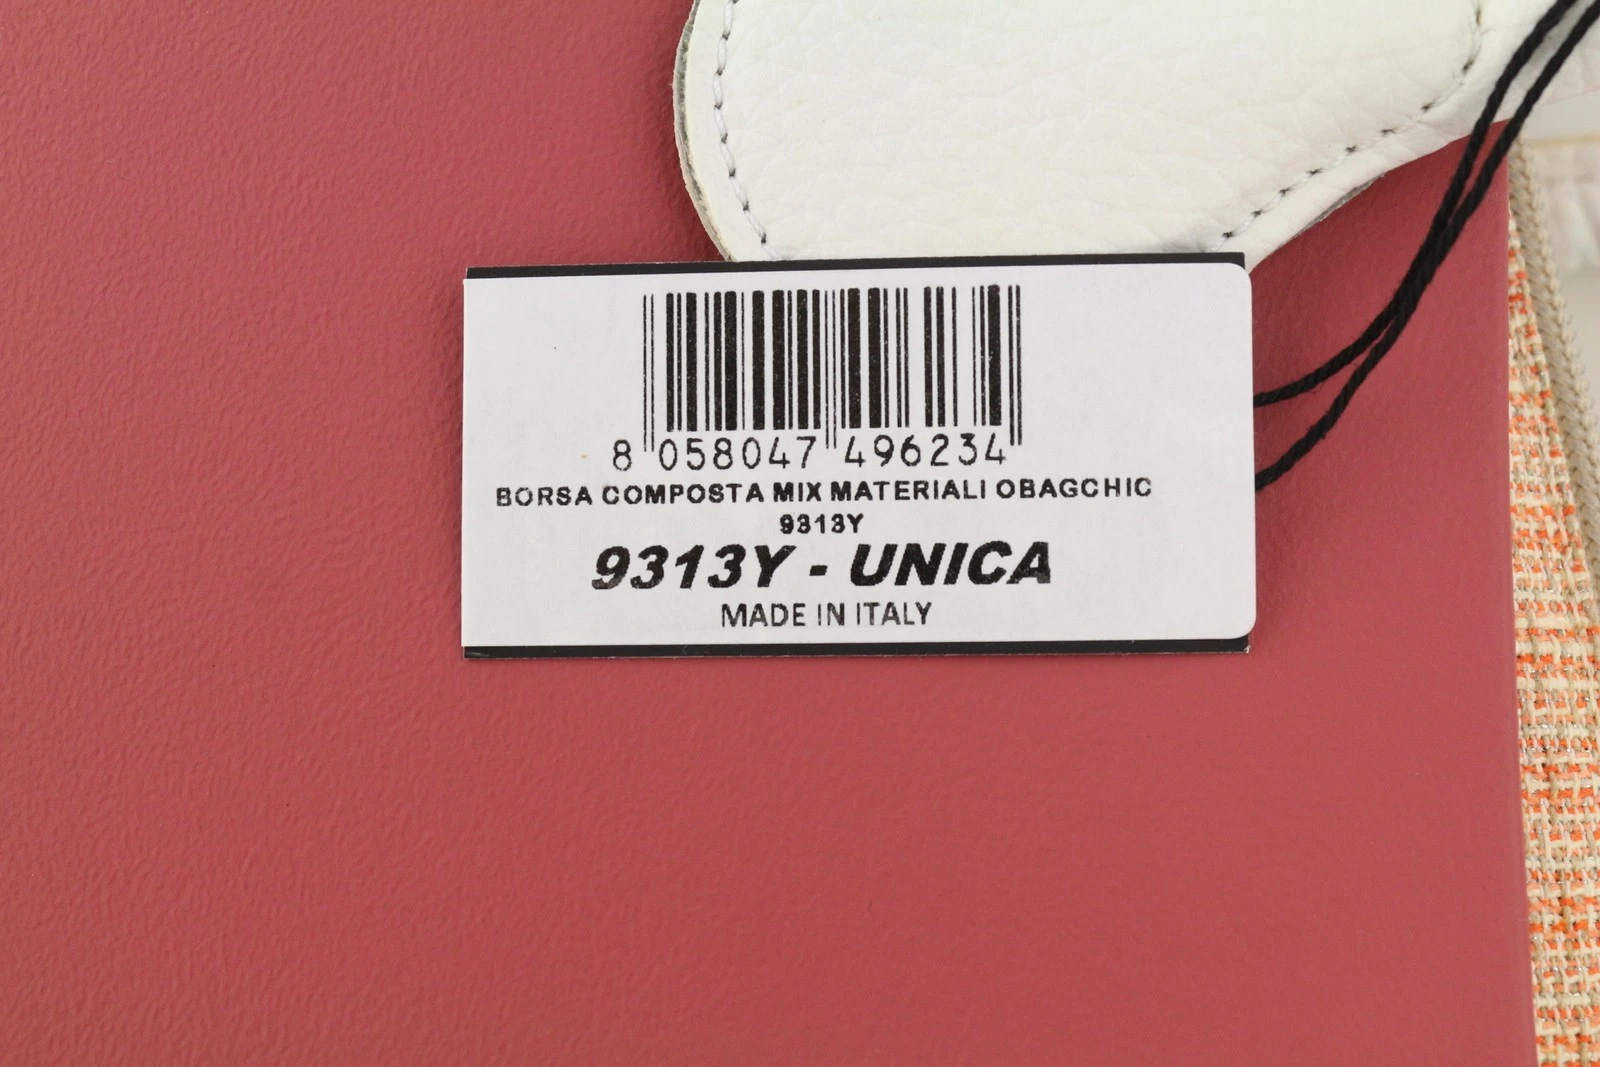 8 058047 496234
BORSA COMPOSTA MIX MATERIALI OBAGCHIC
9313Y
9313Y - UNICA
MADE IN ITALY